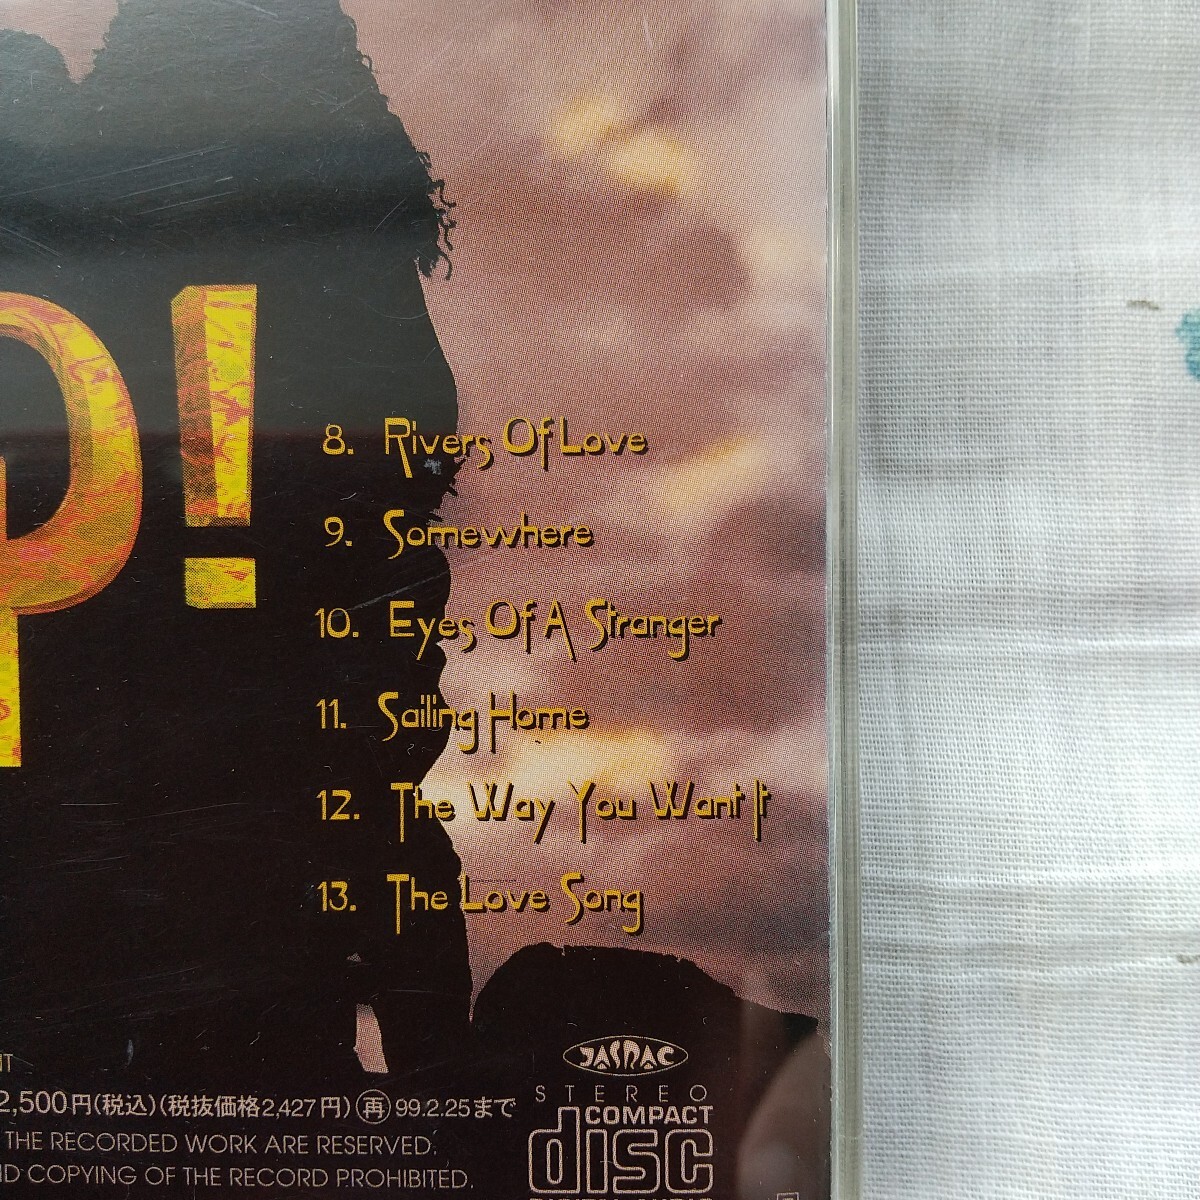 P!
8. Rivers Of Love
9. Somewhere
10. Eyes Of A Stranger
11. Sailing Home
12. The Way You Want It
13. The Love Song
2,500円(税込)(税抜価格2,427円)再99.2.25まで
THE RECORDED WORK ARE RESERVED.
COPYING OF THE RECORD PROHIBITED.
JASRAC
STEREO
COMPACT
disc